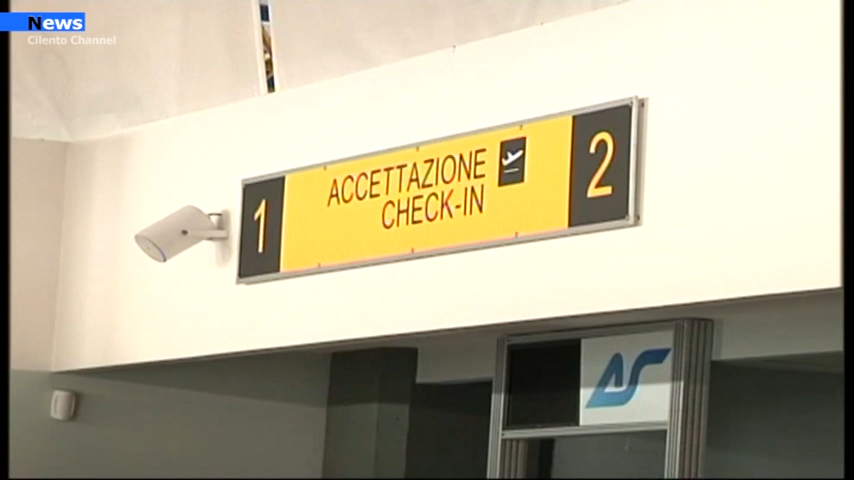 News
Cilento Channel
1
ACCETTAZIONE
CHECK-IN
2
AS